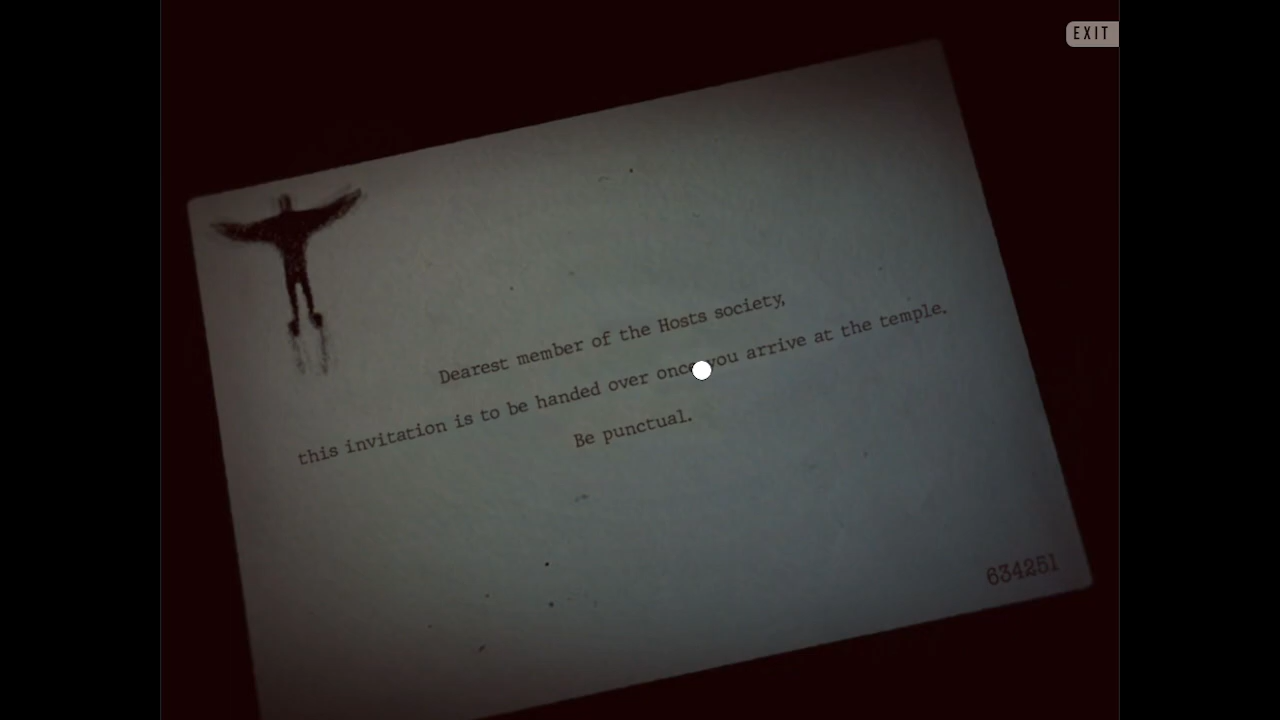 EXIT
Dearest member of the Hosts society,
this invitation is to be handed over once you arrive at the temple.
Be punctual.
634251